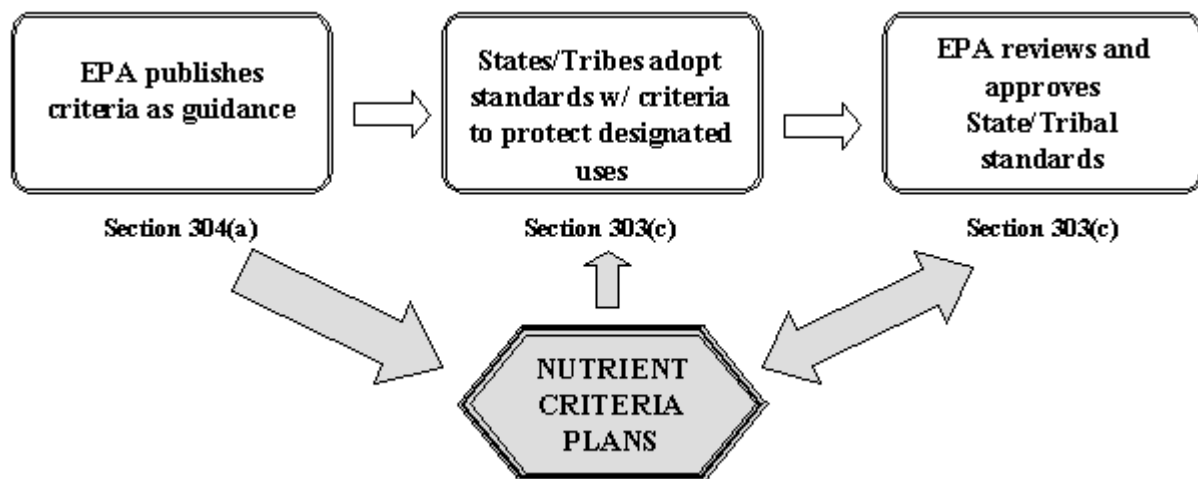 EPA publishes
criteria as guidance
States/Tribes adopt
standards w/ criteria
to protect designated
uses
EPA reviews and
approves
State/Tribal
standards
Section 304(a)
Section 303(c)
Section 303(c)
NUTRIENT
CRITERIA
PLANS